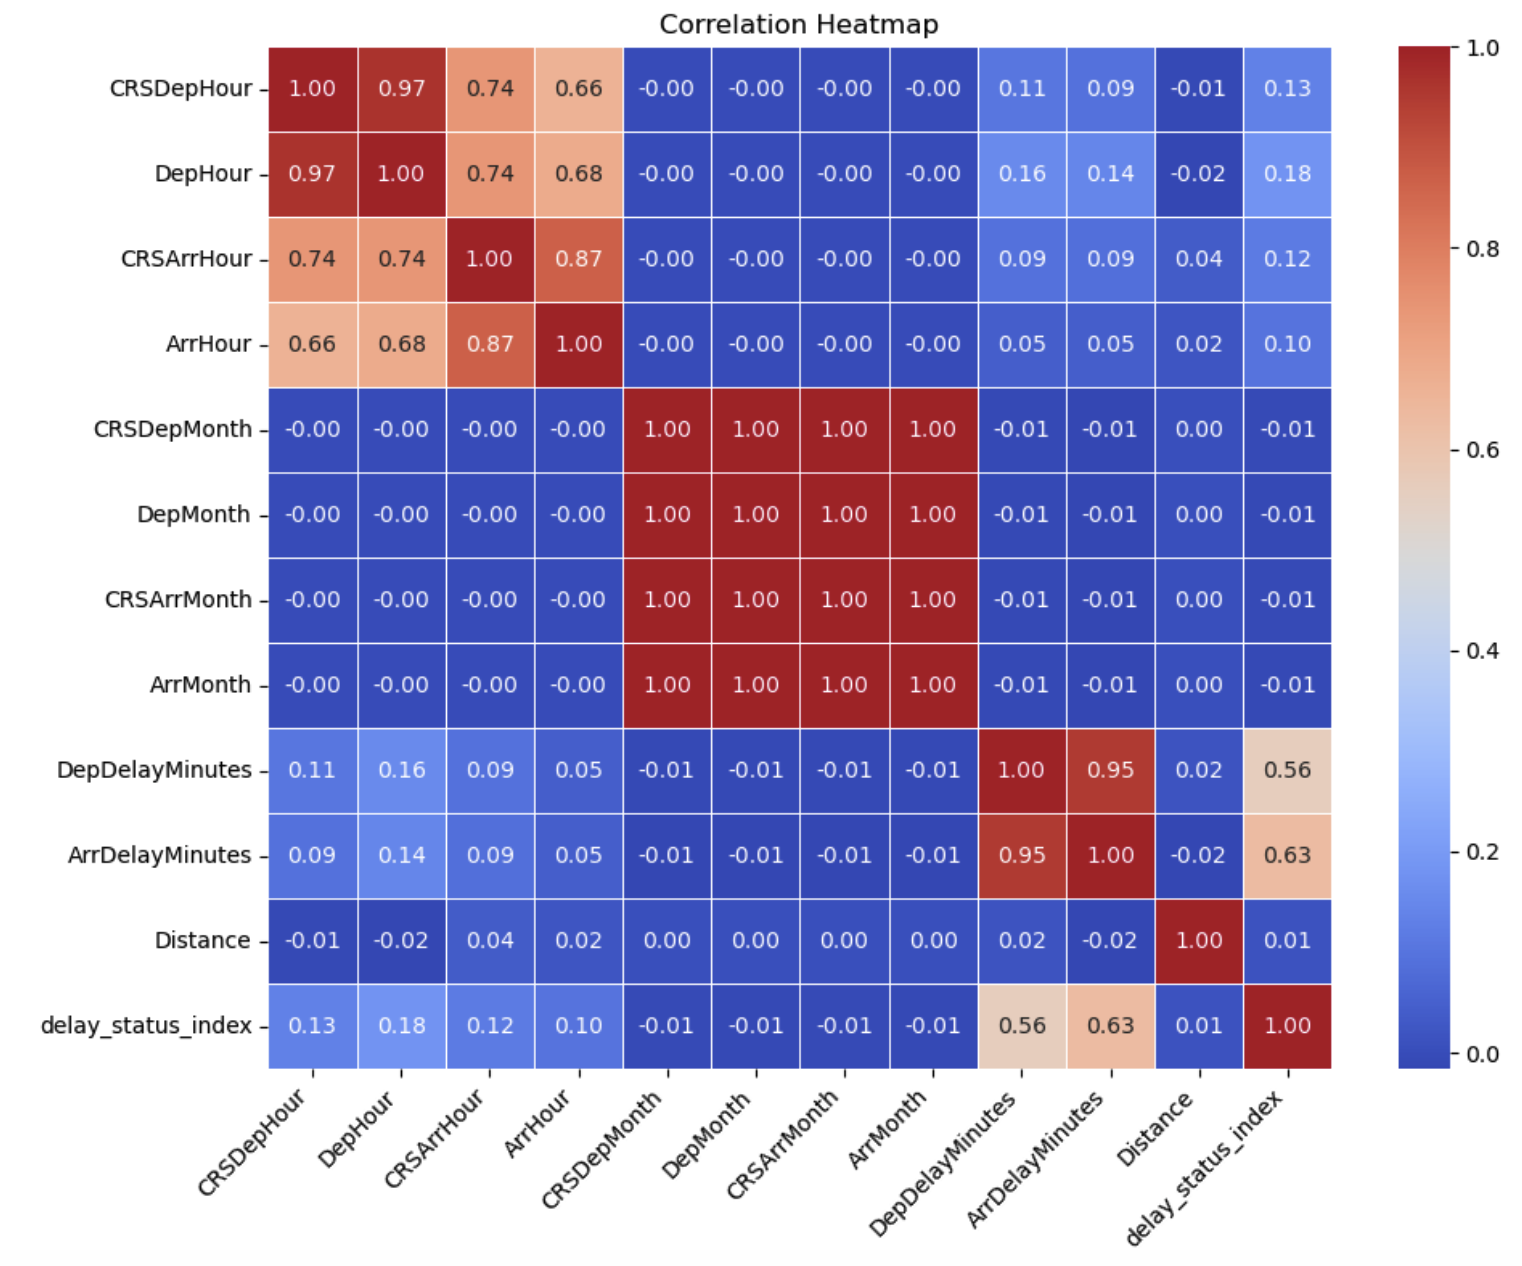 Correlation Heatmap
CRSDepHour 1.00 0.97 0.74 0.66 -0.00 -0.00 -0.00 -0.00 0.11 0.09 -0.01 0.13
DepHour 0.97 1.00 0.74 0.68 -0.00 -0.00 -0.00 -0.00 0.16 0.14 -0.02 0.18
CRSArrHour 0.74 0.74 1.00 0.87 -0.00 -0.00 -0.00 -0.00 0.09 0.09 0.04 0.12
ArrHour 0.66 0.68 0.87 1.00 -0.00 -0.00 -0.00 -0.00 0.05 0.05 0.02 0.10
CRSDepMonth -0.00 -0.00 -0.00 -0.00 1.00 1.00 1.00 1.00 -0.01 -0.01 0.00 -0.01
DepMonth -0.00 -0.00 -0.00 -0.00 1.00 1.00 1.00 1.00 -0.01 -0.01 0.00 -0.01
CRSArrMonth -0.00 -0.00 -0.00 -0.00 1.00 1.00 1.00 1.00 -0.01 -0.01 0.00 -0.01
ArrMonth -0.00 -0.00 -0.00 -0.00 1.00 1.00 1.00 1.00 -0.01 -0.01 0.00 -0.01
DepDelayMinutes 0.11 0.16 0.09 0.05 -0.01 -0.01 -0.01 -0.01 1.00 0.95 0.02 0.56
ArrDelayMinutes 0.09 0.14 0.09 0.05 -0.01 -0.01 -0.01 -0.01 0.95 1.00 -0.02 0.63
Distance -0.01 -0.02 0.04 0.02 0.00 0.00 0.00 0.00 0.02 -0.02 1.00 0.01
delay_status_index 0.13 0.18 0.12 0.10 -0.01 -0.01 -0.01 -0.01 0.56 0.63 0.01 1.00
CRSDepHour
DepHour
CRSArrHour
ArrHour
CRSDepMonth
DepMonth
CRSArrMonth
ArrMonth
DepDelayMinutes
ArrDelayMinutes
Distance
delay_status_index
1.0
0.8
0.6
0.4
0.2
0.0